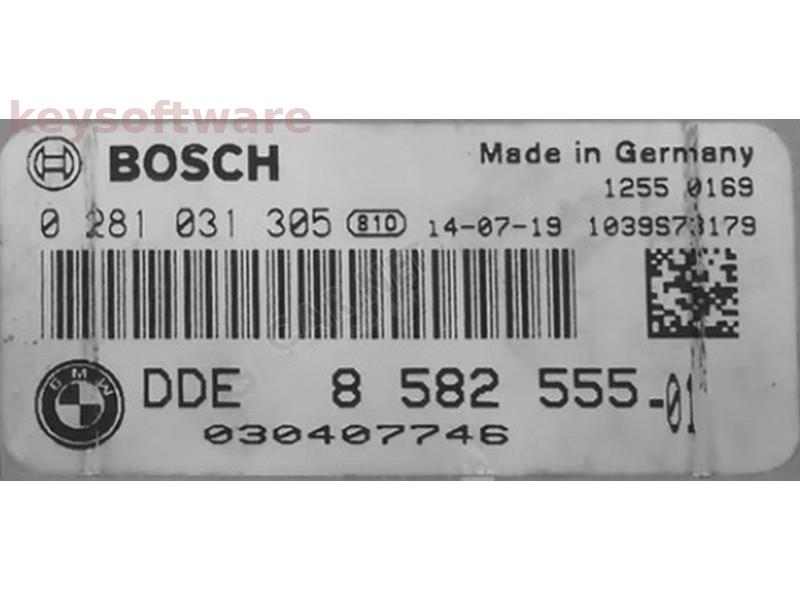 keysoftware
BOSCH Made in Germany
1255 0169
0 281 031 305 810 14-07-19 1039S73179
BMW DDE 8 582 555-01
030407746